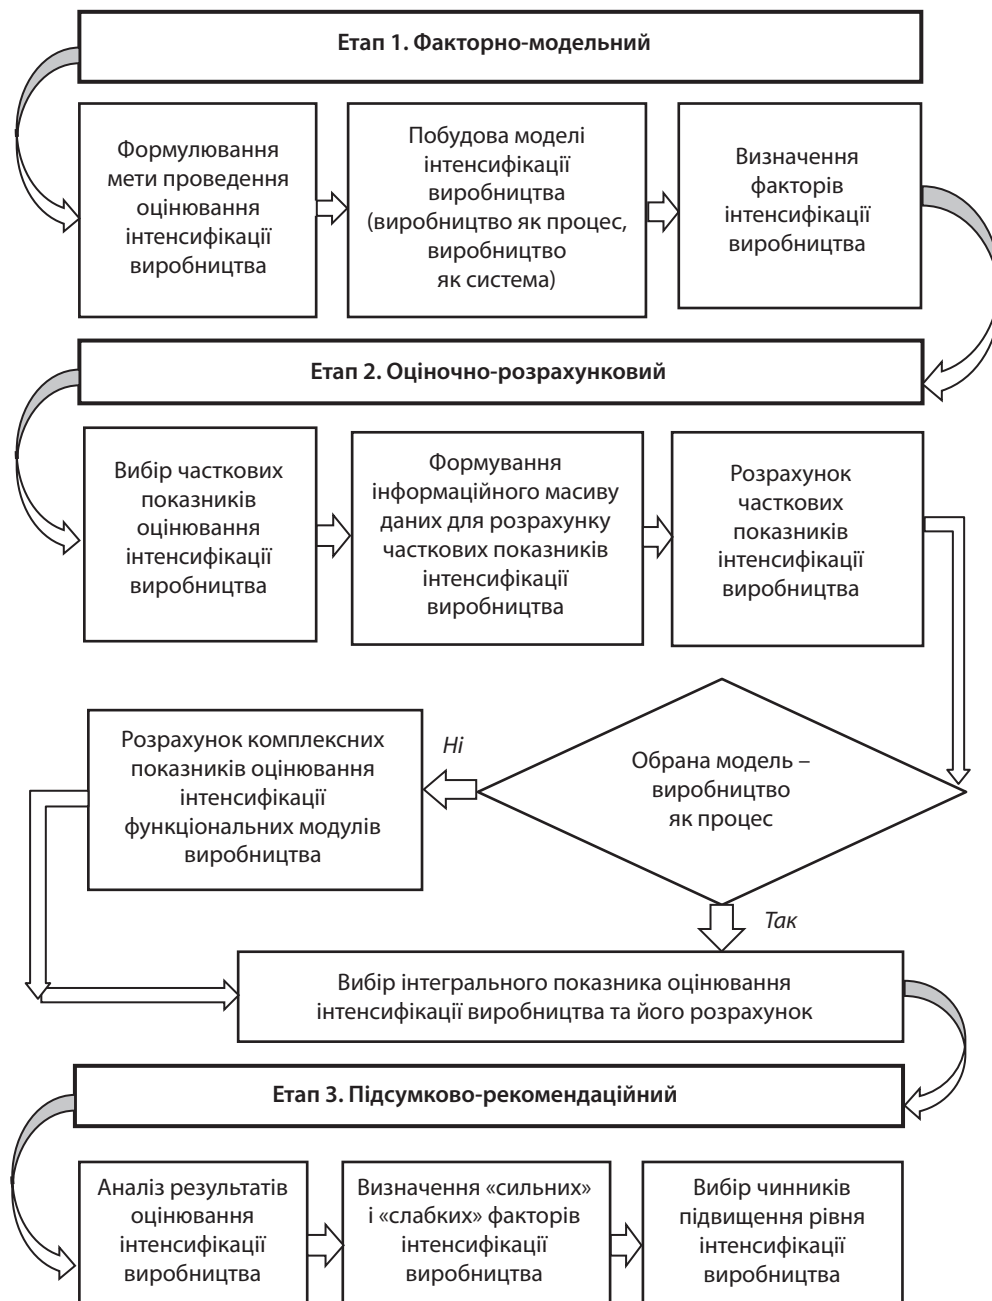 Етап 1. Факторно-модельний
Формулювання
мети проведення
оцінювання
інтенсифікації
виробництва
Побудова моделі
інтенсифікації
виробництва
(виробництво як процес,
виробництво
як система)
Визначення
факторів
інтенсифікації
виробництва
Етап 2. Оціночно-розрахунковий
Вибір часткових
показників
оцінювання
інтенсифікації
виробництва
Формування
інформаційного масиву
даних для розрахунку
часткових показників
інтенсифікації
виробництва
Розрахунок
часткових
показників
інтенсифікації
виробництва
Обрана модель –
виробництво
як процес
Ні
Розрахунок комплексних
показників оцінювання
інтенсифікації
функціональних модулів
виробництва
Так
Вибір інтегрального показника оцінювання
інтенсифікації виробництва та його розрахунок
Етап 3. Підсумково-рекомендаційний
Аналіз результатів
оцінювання
інтенсифікації
виробництва
Визначення «сильних»
і «слабких» факторів
інтенсифікації
виробництва
Вибір чинників
підвищення рівня
інтенсифікації
виробництва